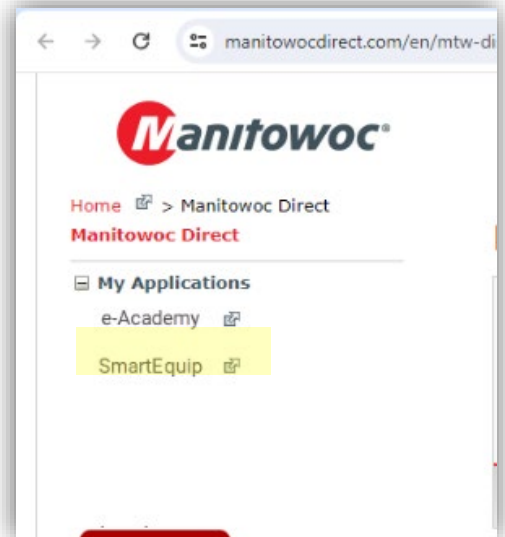 manitowocdirect.com/en/mtw-di
Manitowoc®
Home > Manitowoc Direct
Manitowoc Direct
My Applications
e-Academy
SmartEquip